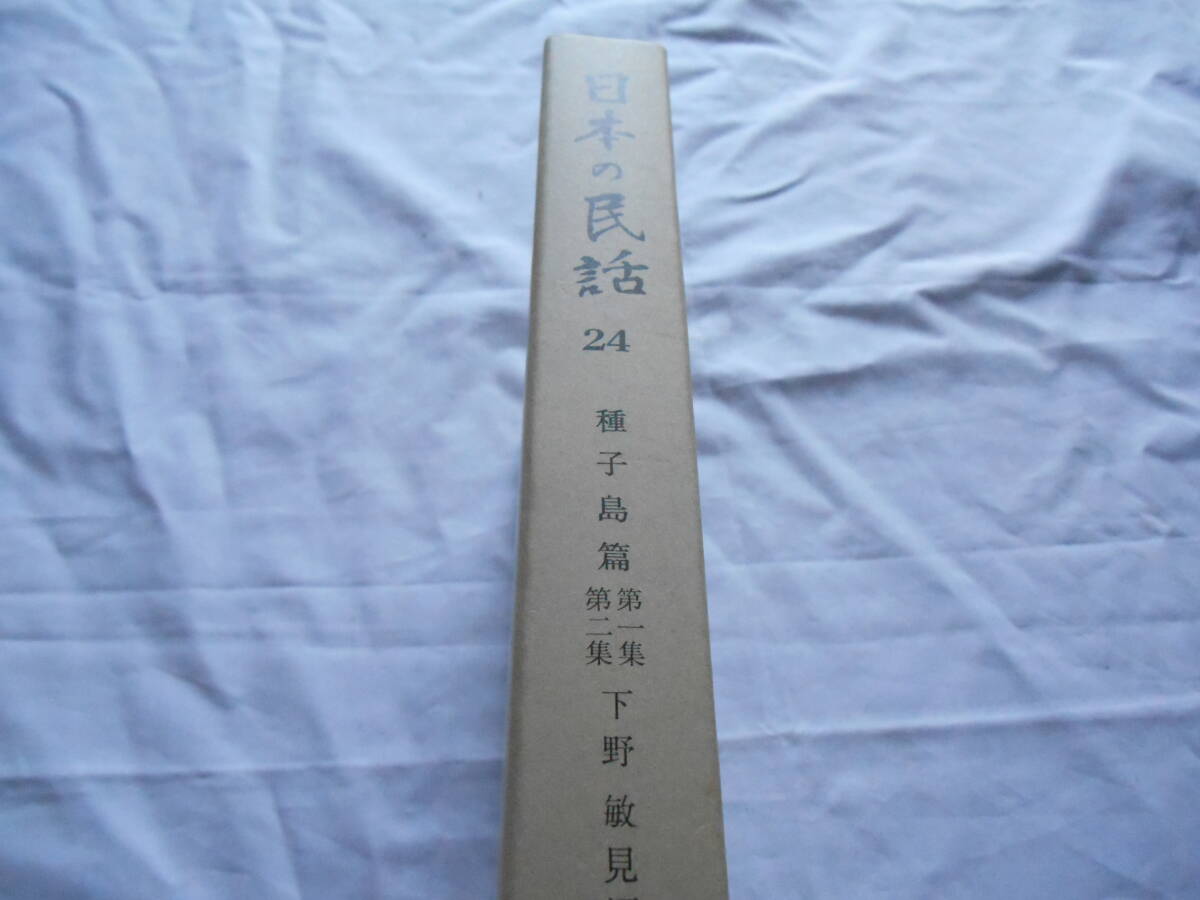 日本の民話
24
種子島篇
第一集
第二集
下野敏見